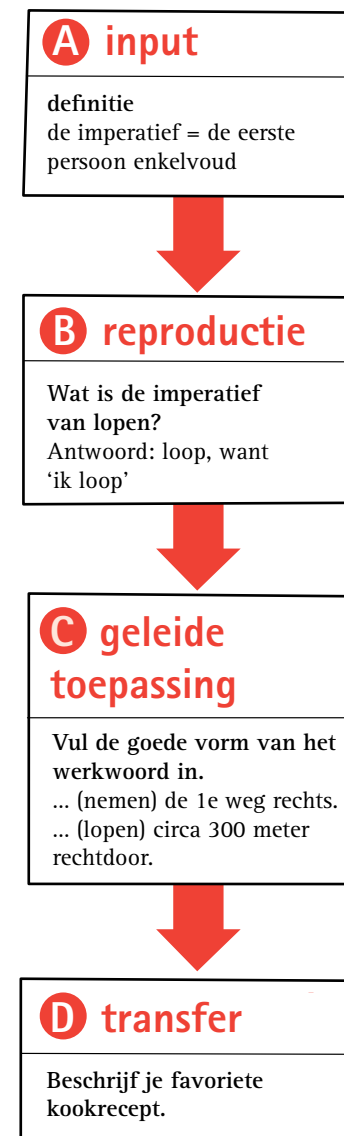 A input
definitie
de imperatief = de eerste
persoon enkelvoud
B reproductie
Wat is de imperatief
van lopen?
Antwoord: loop, want
‘ik loop’
C geleide
toepassing
Vul de goede vorm van het
werkwoord in.
... (nemen) de 1e weg rechts.
... (lopen) circa 300 meter
rechtdoor.
D transfer
Beschrijf je favoriete
kookrecept.